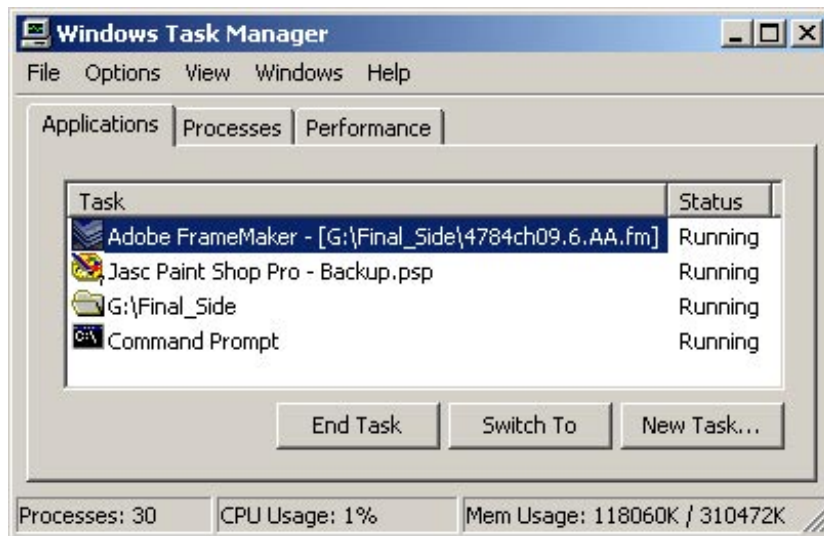 Windows Task Manager
File Options View Windows Help
Applications Processes Performance
Task Status
Adobe FrameMaker - [G:\Final_Side\4784ch09.6.AA.fm] Running
Jasc Paint Shop Pro - Backup.psp Running
G:\Final_Side Running
Command Prompt Running
End Task Switch To New Task...
Processes: 30 CPU Usage: 1% Mem Usage: 118060K / 310472K